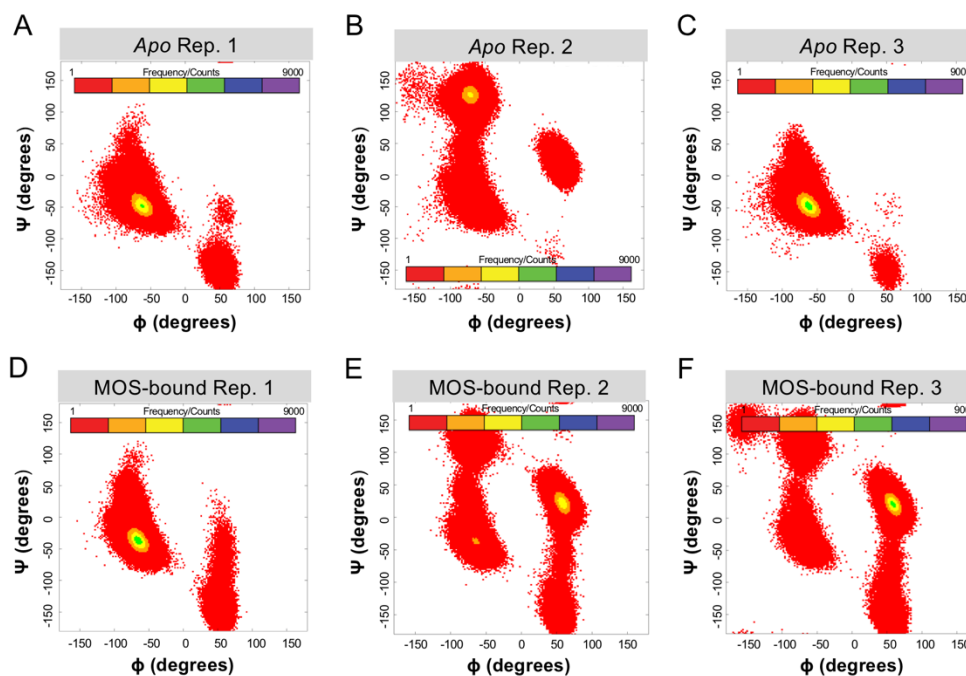 A
Apo Rep. 1
1 Frequency/Counts 9000
150
100
50
0
-50
-100
-150
Ψ (degrees)
-150 -100 -50 0 50 100 150
ϕ (degrees)
B
Apo Rep. 2
150
100
50
0
-50
-100
-150
Ψ (degrees)
1 Frequency/Counts 9000
-150 -100 -50 0 50 100 150
ϕ (degrees)
C
Apo Rep. 3
1 Frequency/Counts 900
150
100
50
0
-50
-100
-150
Ψ (degrees)
-150 -100 -50 0 50 100 150
ϕ (degrees)
D
MOS-bound Rep. 1
1 Frequency/Counts 9000
150
100
50
0
-50
-100
-150
Ψ (degrees)
-150 -100 -50 0 50 100 150
ϕ (degrees)
E
MOS-bound Rep. 2
1 Frequency/Counts 9000
150
100
50
0
-50
-100
-150
Ψ (degrees)
-150 -100 -50 0 50 100 150
ϕ (degrees)
F
MOS-bound Rep. 3
1 Frequency/Counts 900
150
100
50
0
-50
-100
-150
Ψ (degrees)
-150 -100 -50 0 50 100 150
ϕ (degrees)